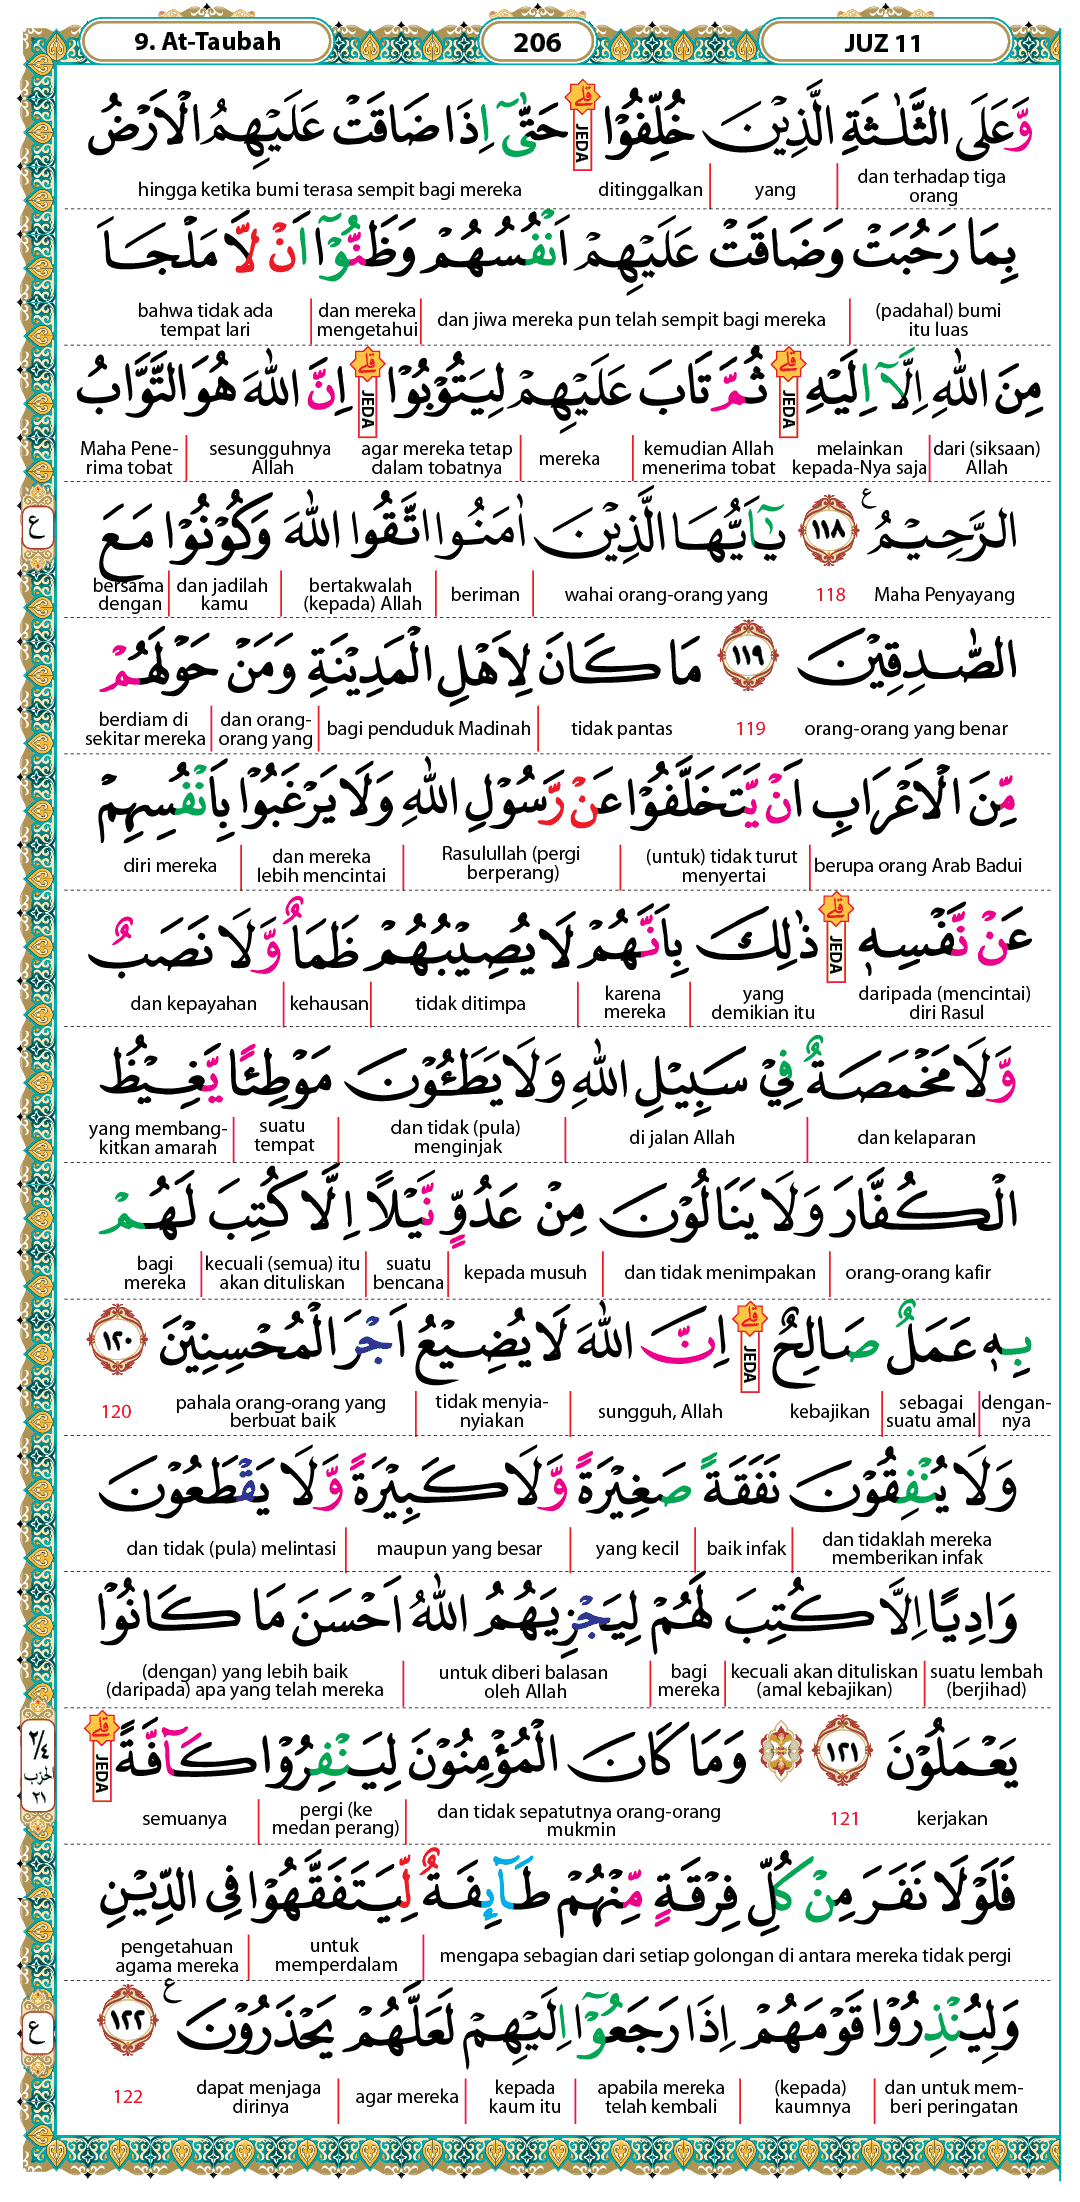 9. At-Taubah 206 JUZ 11
وَّعَلَى الثَّلٰثَةِ الَّذِيْنَ خُلِّفُوْا ۗ حَتّٰٓى اِذَا ضَاقَتْ عَلَيْهِمُ الْاَرْضُ
JEDA
dan terhadap tiga orang yang ditinggalkan hingga ketika bumi terasa sempit bagi mereka
بِمَا رَحُبَتْ وَضَاقَتْ عَلَيْهِمْ اَنْفُسُهُمْ وَظَنُّوْٓا اَنْ لَّا مَلْجَاَ
(padahal) bumi itu luas dan jiwa mereka pun telah sempit bagi mereka dan mereka mengetahui bahwa tidak ada tempat lari
مِنَ اللّٰهِ اِلَّآ اِلَيْهِ ۗ ثُمَّ تَابَ عَلَيْهِمْ لِيَتُوْبُوْا ۗ اِنَّ اللّٰهَ هُوَ التَّوَّابُ
JEDA JEDA
dari (siksaan) Allah melainkan kepada-Nya saja kemudian Allah menerima tobat mereka agar mereka tetap dalam tobatnya sesungguhnya Allah Maha Pene-rima tobat
الرَّحِيْمُ ࣖ ١١٨ يٰٓاَيُّهَا الَّذِيْنَ اٰمَنُوا اتَّقُوا اللّٰهَ وَكُوْنُوْا مَعَ
ع
Maha Penyayang 118 wahai orang-orang yang beriman bertakwalah (kepada) Allah dan jadilah kamu bersama dengan
الصّٰدِقِيْنَ ١١٩ مَا كَانَ لِاَهْلِ الْمَدِيْنَةِ وَمَنْ حَوْلَهُمْ
orang-orang yang benar 119 tidak pantas bagi penduduk Madinah dan orang-orang yang berdiam di sekitar mereka
مِّنَ الْاَعْرَابِ اَنْ يَّتَخَلَّفُوْا عَنْ رَّسُوْلِ اللّٰهِ وَلَا يَرْغَبُوْا بِاَنْفُسِهِمْ
berupa orang Arab Badui (untuk) tidak turut menyertai Rasulullah (pergi berperang) dan mereka lebih mencintai diri mereka
عَنْ نَّفْسِهٖ ۗ ذٰلِكَ بِاَنَّهُمْ لَا يُصِيْبُهُمْ ظَمَاٌ وَّلَا نَصَبٌ
JEDA
daripada (mencintai) diri Rasul yang demikian itu karena mereka tidak ditimpa kehausan dan kepayahan
وَّلَا مَخْمَصَةٌ فِيْ سَبِيْلِ اللّٰهِ وَلَا يَطَـُٔوْنَ مَوْطِئًا يَّغِيْظُ
dan kelaparan di jalan Allah dan tidak (pula) menginjak suatu tempat yang membang-kitkan amarah
الْكُفَّارَ وَلَا يَنَالُوْنَ مِنْ عَدُوٍّ نَّيْلًا اِلَّا كُتِبَ لَهُمْ
orang-orang kafir dan tidak menimpakan kepada musuh suatu bencana kecuali (semua) itu akan dituliskan bagi mereka
بِهٖ عَمَلٌ صَالِحٌ ۗ اِنَّ اللّٰهَ لَا يُضِيْعُ اَجْرَ الْمُحْسِنِيْنَ ١٢٠
JEDA
dengan-nya sebagai suatu amal kebajikan sungguh, Allah tidak menyia-nyiakan pahala orang-orang yang berbuat baik 120
وَلَا يُنْفِقُوْنَ نَفَقَةً صَغِيْرَةً وَّلَا كَبِيْرَةً وَّلَا يَقْطَعُوْنَ
dan tidaklah mereka memberikan infak baik infak yang kecil maupun yang besar dan tidak (pula) melintasi
وَادِيًا اِلَّا كُتِبَ لَهُمْ لِيَجْزِيَهُمُ اللّٰهُ اَحْسَنَ مَا كَانُوْا
suatu lembah (berjihad) kecuali akan dituliskan (amal kebajikan) bagi mereka untuk diberi balasan oleh Allah (dengan) yang lebih baik (daripada) apa yang telah mereka
يَعْمَلُوْنَ ١٢١ ۞ وَمَا كَانَ الْمُؤْمِنُوْنَ لِيَنْفِرُوْا كَاۤفَّةً ۗ
JEDA
٢/٤ الحزب ٢١
kerjakan 121 dan tidak sepatutnya orang-orang mukmin pergi (ke medan perang) semuanya
فَلَوْلَا نَفَرَ مِنْ كُلِّ فِرْقَةٍ مِّنْهُمْ طَاۤىِٕفَةٌ لِّيَتَفَقَّهُوْا فِى الدِّيْنِ
mengapa sebagian dari setiap golongan di antara mereka tidak pergi untuk memperdalam pengetahuan agama mereka
وَلِيُنْذِرُوْا قَوْمَهُمْ اِذَا رَجَعُوْٓا اِلَيْهِمْ لَعَلَّهُمْ يَحْذَرُوْنَ ࣖ ١٢٢
ع
dan untuk mem-beri peringatan (kepada) kaumnya apabila mereka telah kembali kepada kaum itu agar mereka dapat menjaga dirinya 122